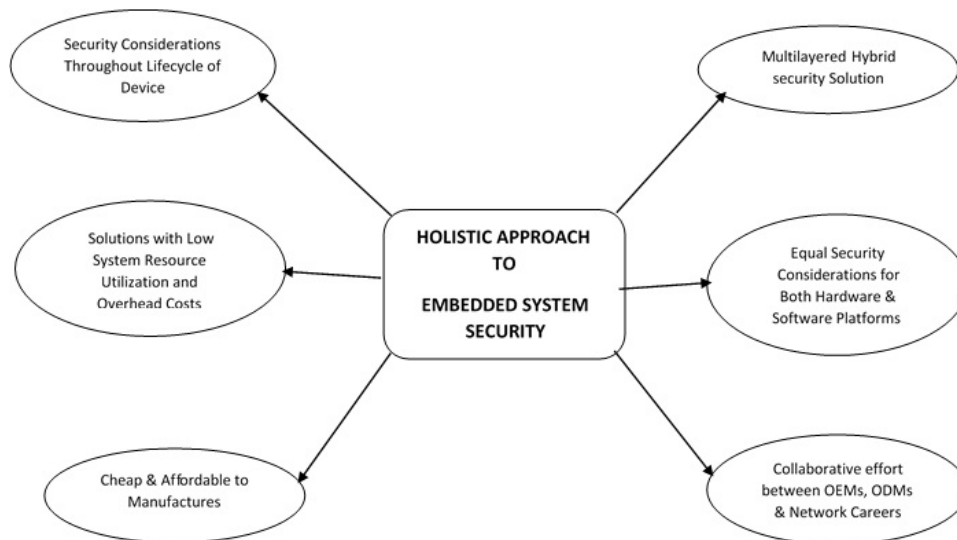 Security Considerations
Throughout Lifecycle of
Device
Multilayered Hybrid
security Solution
HOLISTIC APPROACH
TO
EMBEDDED SYSTEM
SECURITY
Solutions with Low
System Resource
Utilization and
Overhead Costs
Equal Security
Considerations for
Both Hardware &
Software Platforms
Cheap & Affordable to
Manufactures
Collaborative effort
between OEMs, ODMs
& Network Careers